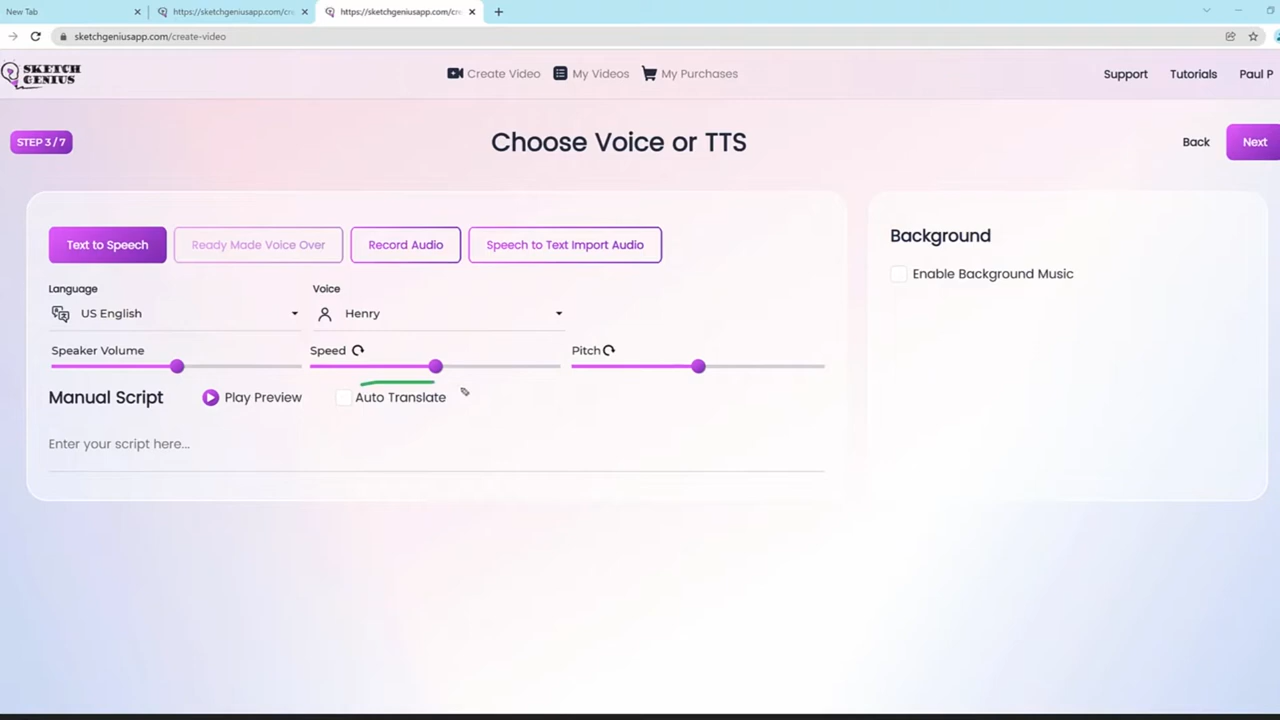 New Tab
https://sketchgeniusapp.com/cre
https://sketchgeniusapp.com/cre
sketchgeniusapp.com/create-video
SKETCH GENIUS
Create Video
My Videos
My Purchases
Support
Tutorials
Paul P
STEP 3 / 7
Choose Voice or TTS
Back
Next
Text to Speech
Ready Made Voice Over
Record Audio
Speech to Text Import Audio
Background
Enable Background Music
Language
Voice
US English
Henry
Speaker Volume
Speed
Pitch
Manual Script
Play Preview
Auto Translate
Enter your script here...